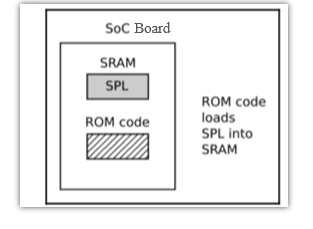 SoC Board
SRAM
SPL
ROM code
ROM code
loads
SPL into
SRAM